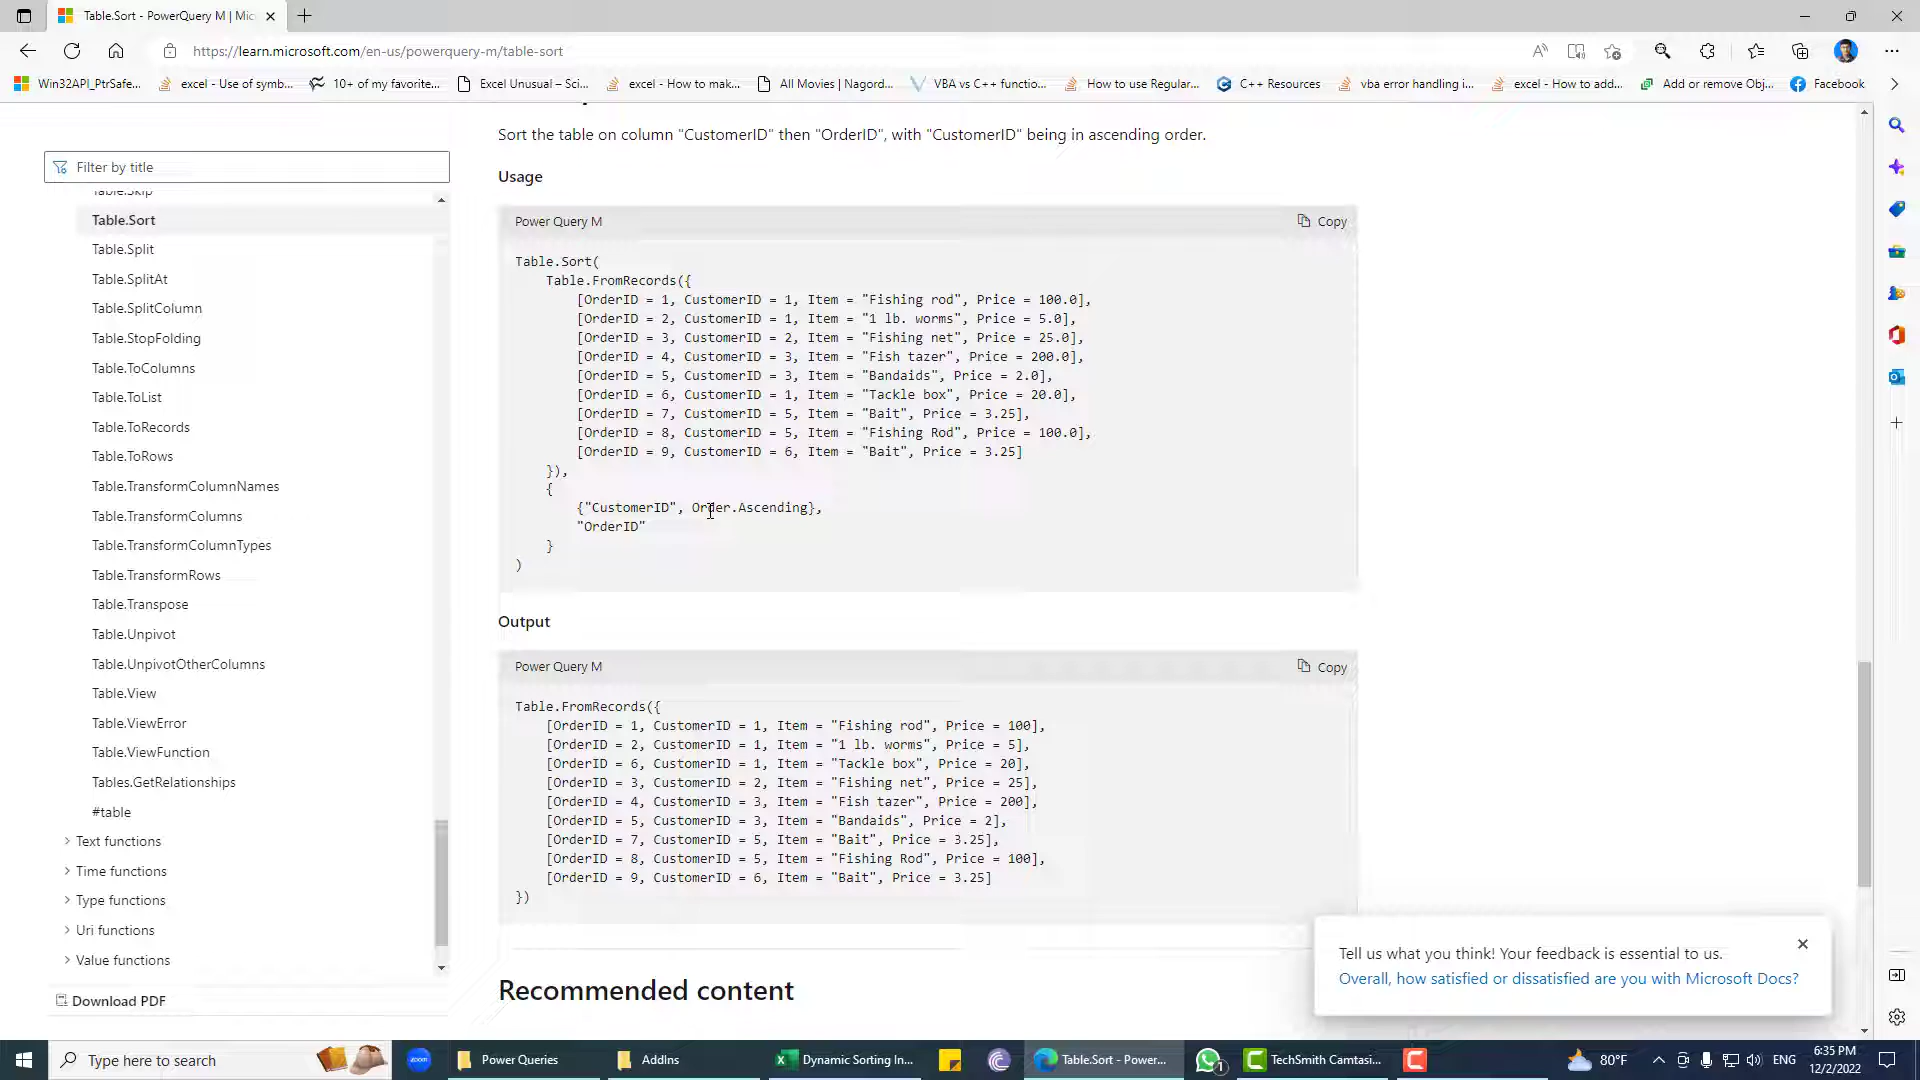 Table.Sort - PowerQuery M | Mic
https://learn.microsoft.com/en-us/powerquery-m/table-sort
Win32API_PtrSafe...
excel - Use of symb...
10+ of my favorite...
Excel Unusual – Sci...
excel - How to mak...
All Movies | Nagord...
VBA vs C++ functio...
How to use Regular...
C++ Resources
vba error handling i...
excel - How to add...
Add or remove Obj...
Facebook
Filter by title
Table.Skip
Table.Sort
Table.Split
Table.SplitAt
Table.SplitColumn
Table.StopFolding
Table.ToColumns
Table.ToList
Table.ToRecords
Table.ToRows
Table.TransformColumnNames
Table.TransformColumns
Table.TransformColumnTypes
Table.TransformRows
Table.Transpose
Table.Unpivot
Table.UnpivotOtherColumns
Table.View
Table.ViewError
Table.ViewFunction
Tables.GetRelationships
#table
Text functions
Time functions
Type functions
Uri functions
Value functions
Download PDF
Sort the table on column "CustomerID" then "OrderID", with "CustomerID" being in ascending order.
Usage
Power Query M
Copy
Table.Sort(
Table.FromRecords({
[OrderID = 1, CustomerID = 1, Item = "Fishing rod", Price = 100.0],
[OrderID = 2, CustomerID = 1, Item = "1 lb. worms", Price = 5.0],
[OrderID = 3, CustomerID = 2, Item = "Fishing net", Price = 25.0],
[OrderID = 4, CustomerID = 3, Item = "Fish tazer", Price = 200.0],
[OrderID = 5, CustomerID = 3, Item = "Bandaids", Price = 2.0],
[OrderID = 6, CustomerID = 1, Item = "Tackle box", Price = 20.0],
[OrderID = 7, CustomerID = 5, Item = "Bait", Price = 3.25],
[OrderID = 8, CustomerID = 5, Item = "Fishing Rod", Price = 100.0],
[OrderID = 9, CustomerID = 6, Item = "Bait", Price = 3.25]
}),
{
{"CustomerID", Order.Ascending},
"OrderID"
}
)
Output
Power Query M
Copy
Table.FromRecords({
[OrderID = 1, CustomerID = 1, Item = "Fishing rod", Price = 100],
[OrderID = 2, CustomerID = 1, Item = "1 lb. worms", Price = 5],
[OrderID = 6, CustomerID = 1, Item = "Tackle box", Price = 20],
[OrderID = 3, CustomerID = 2, Item = "Fishing net", Price = 25],
[OrderID = 4, CustomerID = 3, Item = "Fish tazer", Price = 200],
[OrderID = 5, CustomerID = 3, Item = "Bandaids", Price = 2],
[OrderID = 7, CustomerID = 5, Item = "Bait", Price = 3.25],
[OrderID = 8, CustomerID = 5, Item = "Fishing Rod", Price = 100],
[OrderID = 9, CustomerID = 6, Item = "Bait", Price = 3.25]
})
Recommended content
Tell us what you think! Your feedback is essential to us.
Overall, how satisfied or dissatisfied are you with Microsoft Docs?
Type here to search
zoom
Power Queries
AddIns
Dynamic Sorting In...
Table.Sort - Power...
1
TechSmith Camtasi...
80°F
ENG
6:35 PM
12/2/2022